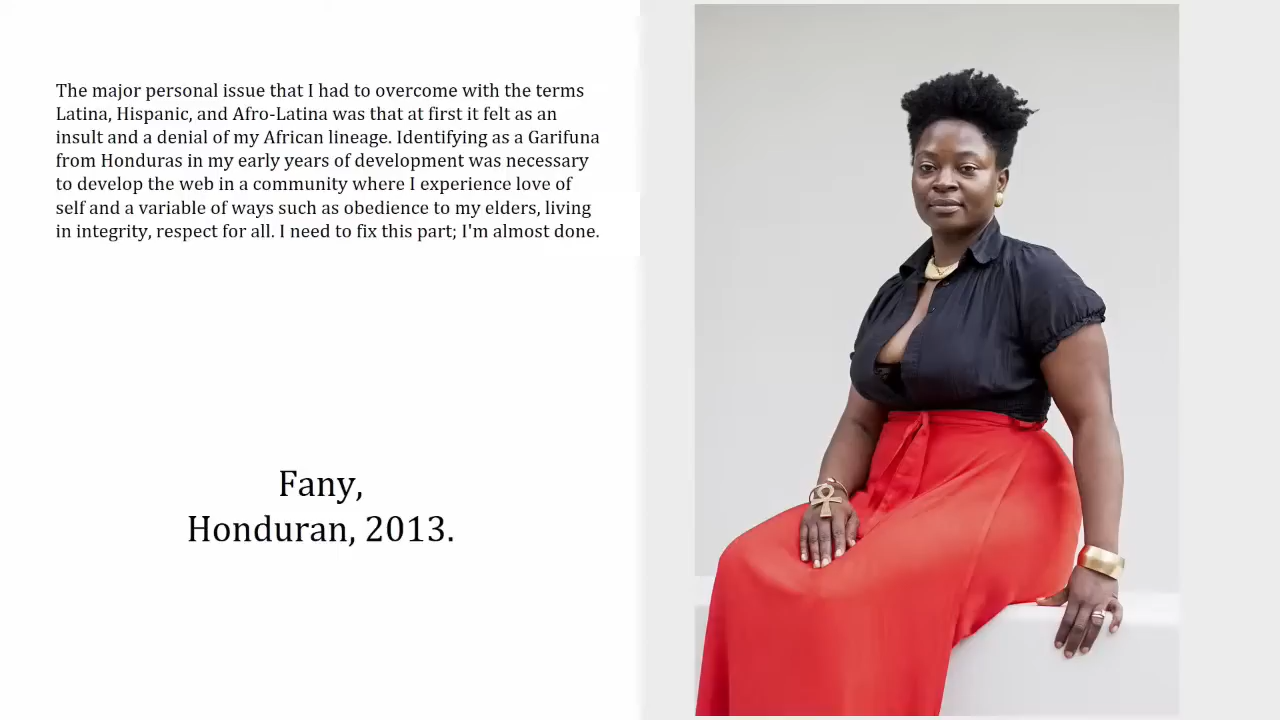 The major personal issue that I had to overcome with the terms
Latina, Hispanic, and Afro-Latina was that at first it felt as an
insult and a denial of my African lineage. Identifying as a Garifuna
from Honduras in my early years of development was necessary
to develop the web in a community where I experience love of
self and a variable of ways such as obedience to my elders, living
in integrity, respect for all. I need to fix this part; I'm almost done.
Fany,
Honduran, 2013.